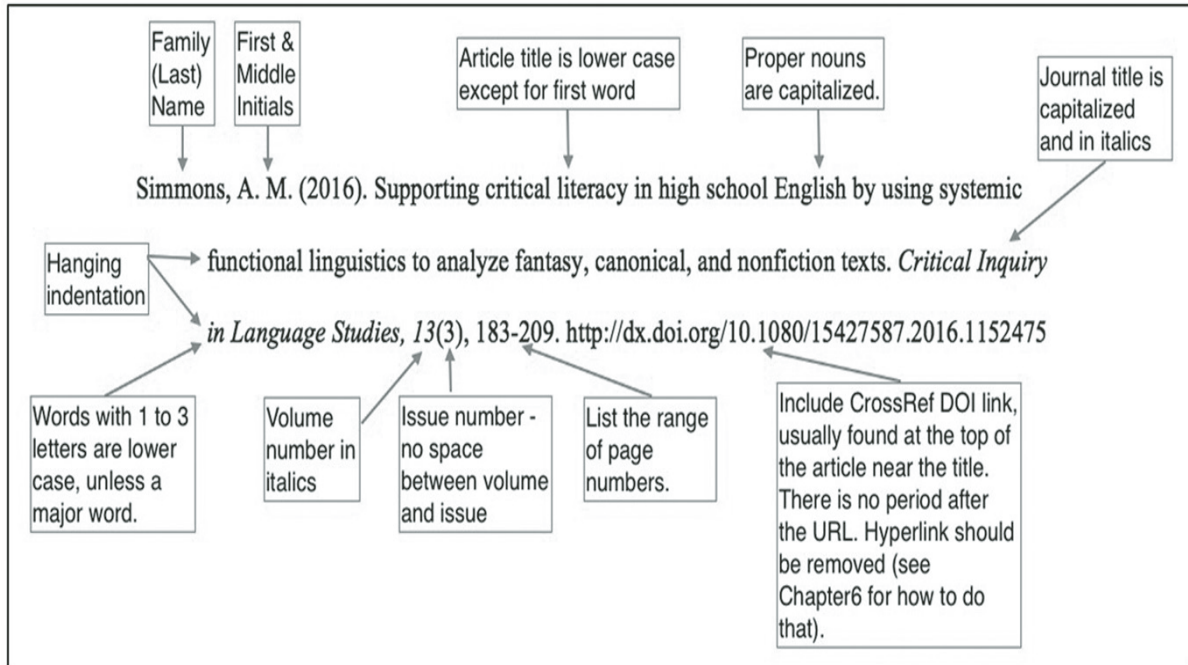 Family
(Last)
Name
First &
Middle
Initials
Article title is lower case
except for first word
Proper nouns
are capitalized.
Journal title is
capitalized
and in italics
Simmons, A. M. (2016). Supporting critical literacy in high school English by using systemic
Hanging
indentation
functional linguistics to analyze fantasy, canonical, and nonfiction texts. Critical Inquiry
in Language Studies, 13(3), 183-209. http://dx.doi.org/10.1080/15427587.2016.1152475
Words with 1 to 3
letters are lower
case, unless a
major word.
Volume
number in
italics
Issue number -
no space
between volume
and issue
List the range
of page
numbers.
Include CrossRef DOI link,
usually found at the top of
the article near the title.
There is no period after
the URL. Hyperlink should
be removed (see
Chapter6 for how to do
that).